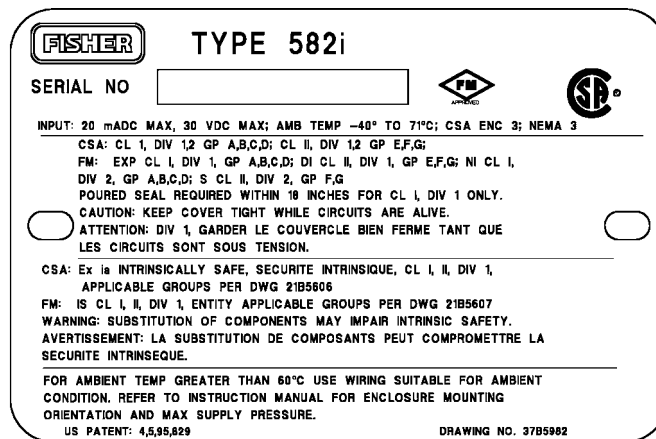 FISHER
TYPE 582i
SERIAL NO
FM
APPROVED
SA
INPUT: 20 mADC MAX, 30 VDC MAX; AMB TEMP -40° TO 71°C; CSA ENC 3; NEMA 3
CSA: CL 1, DIV 1,2 GP A,B,C,D; CL II, DIV 1,2 GP E,F,G;
FM: EXP CL I, DIV 1, GP A,B,C,D; DI CL II, DIV 1, GP E,F,G; NI CL I,
DIV 2, GP A,B,C,D; S CL II, DIV 2, GP F,G
POURED SEAL REQUIRED WITHIN 18 INCHES FOR CL I, DIV 1 ONLY.
CAUTION: KEEP COVER TIGHT WHILE CIRCUITS ARE ALIVE.
ATTENTION: DIV 1, GARDER LE COUVERCLE BIEN FERME TANT QUE
LES CIRCUITS SONT SOUS TENSION.
CSA: Ex ia INTRINSICALLY SAFE, SECURITE INTRINSIQUE, CL I, II, DIV 1,
APPLICABLE GROUPS PER DWG 21B5606
FM: IS CL I, II, DIV 1, ENTITY APPLICABLE GROUPS PER DWG 21B5607
WARNING: SUBSTITUTION OF COMPONENTS MAY IMPAIR INTRINSIC SAFETY.
AVERTISSEMENT: LA SUBSTITUTION DE COMPOSANTS PEUT COMPROMETTRE LA
SECURITE INTRINSEQUE.
FOR AMBIENT TEMP GREATER THAN 60°C USE WIRING SUITABLE FOR AMBIENT
CONDITION. REFER TO INSTRUCTION MANUAL FOR ENCLOSURE MOUNTING
ORIENTATION AND MAX SUPPLY PRESSURE.
US PATENT: 4,5,95,829
DRAWING NO. 37B5982